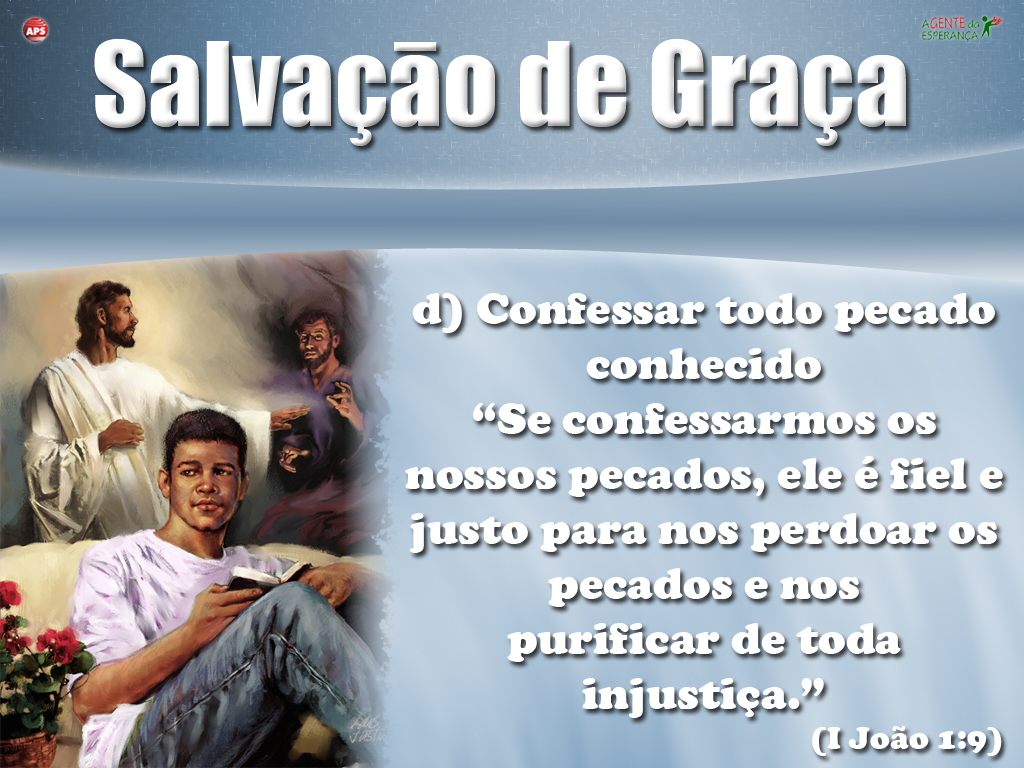 APS
AGENTE da
ESPERANÇA
Salvação de Graça
d) Confessar todo pecado
conhecido
“Se confessarmos os
nossos pecados, ele é fiel e
justo para nos perdoar os
pecados e nos
purificar de toda
injustiça.”
(I João 1:9)